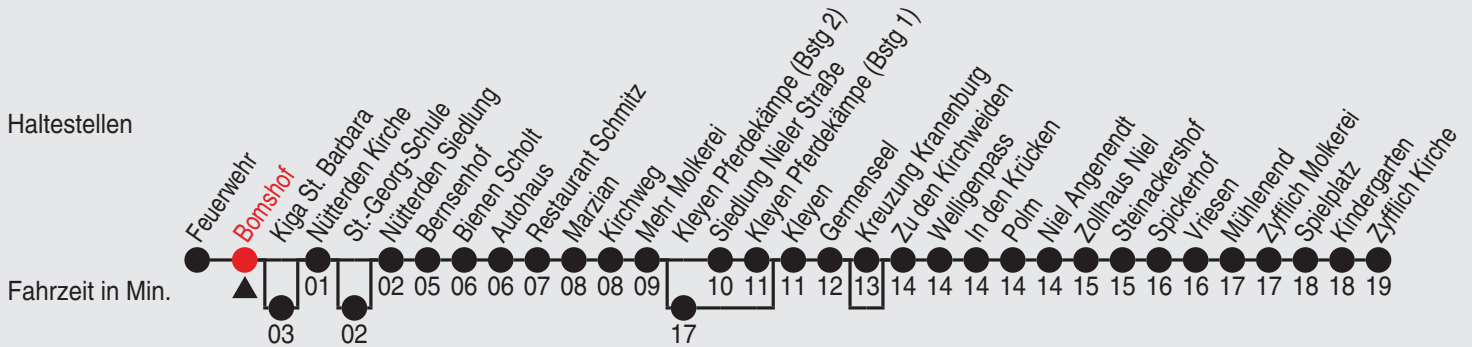 Haltestellen
Feuerwehr
Bomshof
Kiga St. Barbara
Nütterden Kirche
St.-Georg-Schule
Nütterden Siedlung
Bernsenhof
Bienen Scholt
Autohaus
Restaurant Schmitz
Marzian
Kirchweg
Mehr Molkerei
Kleyen Pferdekämpe (Bstg 2)
Siedlung Nieler Straße
Kleyen Pferdekämpe (Bstg 1)
Kleyen
Germenseel
Kreuzung Kranenburg
Zu den Kirchweiden
Welligenpass
In den Krücken
Polm
Niel Angenendt
Zollhaus Niel
Steinackershof
Spickerhof
Vriesen
Mühlenend
Zyfflich Molkerei
Spielplatz
Kindergarten
Zyfflich Kirche
Fahrzeit in Min.
03
01
02
02
05
06
06
07
08
08
09
17
10
11
11
12
13
14
14
14
14
14
15
15
16
16
17
17
18
18
19